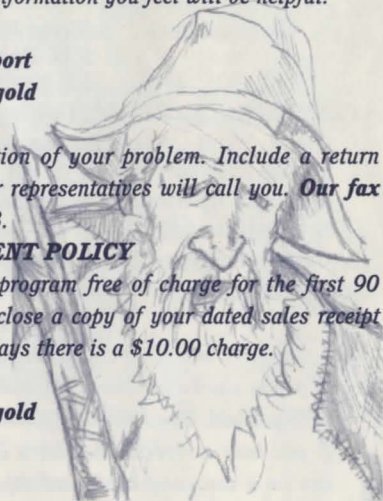 formation you feel will be helpful.
port
gold
tion of your problem. Include a return
r representatives will call you. Our fax
3.
ENT POLICY
program free of charge for the first 90
close a copy of your dated sales receipt
ays there is a $10.00 charge.
gold